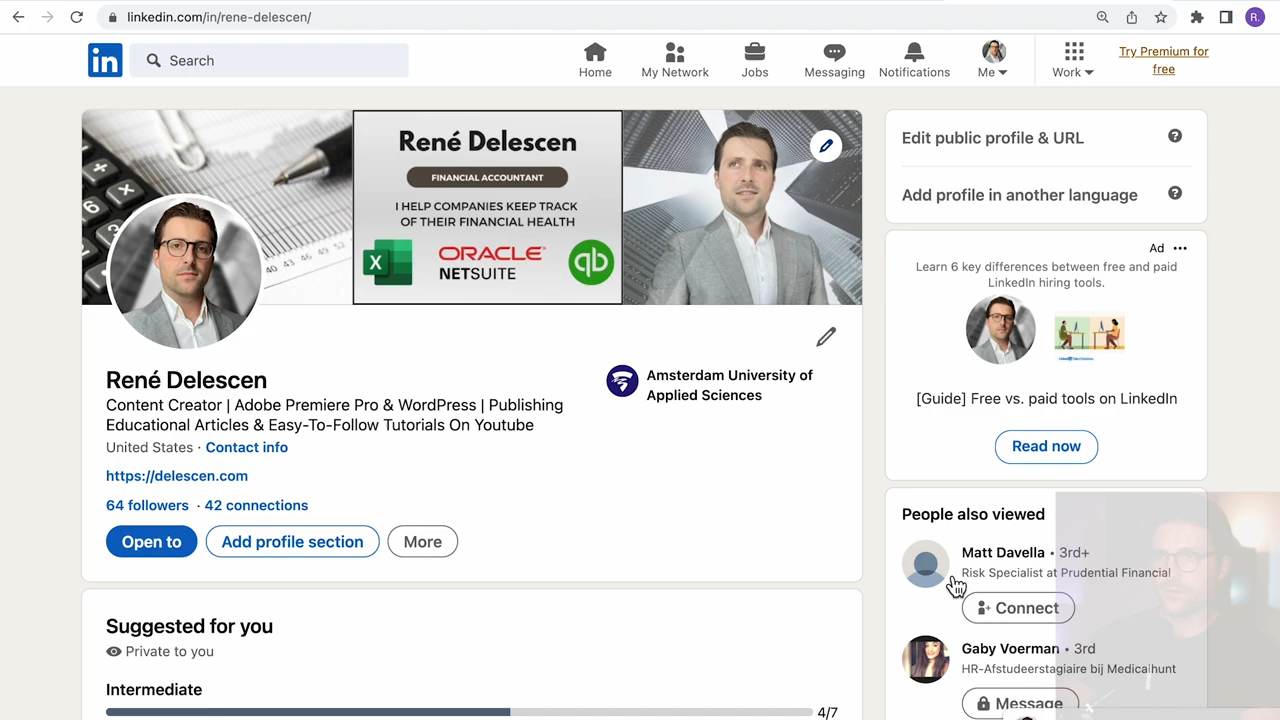 linkedin.com/in/rene-delescen/
R.
in
Search
Home
My Network
Jobs
Messaging
Notifications
Me
Work
Try Premium for
free
René Delescen
FINANCIAL ACCOUNTANT
I HELP COMPANIES KEEP TRACK
OF THEIR FINANCIAL HEALTH
X
ORACLE
NETSUITE
qb
René Delescen
Content Creator | Adobe Premiere Pro & WordPress | Publishing
Educational Articles & Easy-To-Follow Tutorials On Youtube
United States · Contact info
https://delescen.com
64 followers · 42 connections
Open to
Add profile section
More
Amsterdam University of
Applied Sciences
Suggested for you
Private to you
Intermediate
4/7
Edit public profile & URL
?
Add profile in another language
?
Ad •••
Learn 6 key differences between free and paid
LinkedIn hiring tools.
[Guide] Free vs. paid tools on LinkedIn
Read now
People also viewed
Matt Davella • 3rd+
Risk Specialist at Prudential Financial
Connect
Gaby Voerman • 3rd
HR-Afstudeerstagiaire bij Medicalhunt
Message